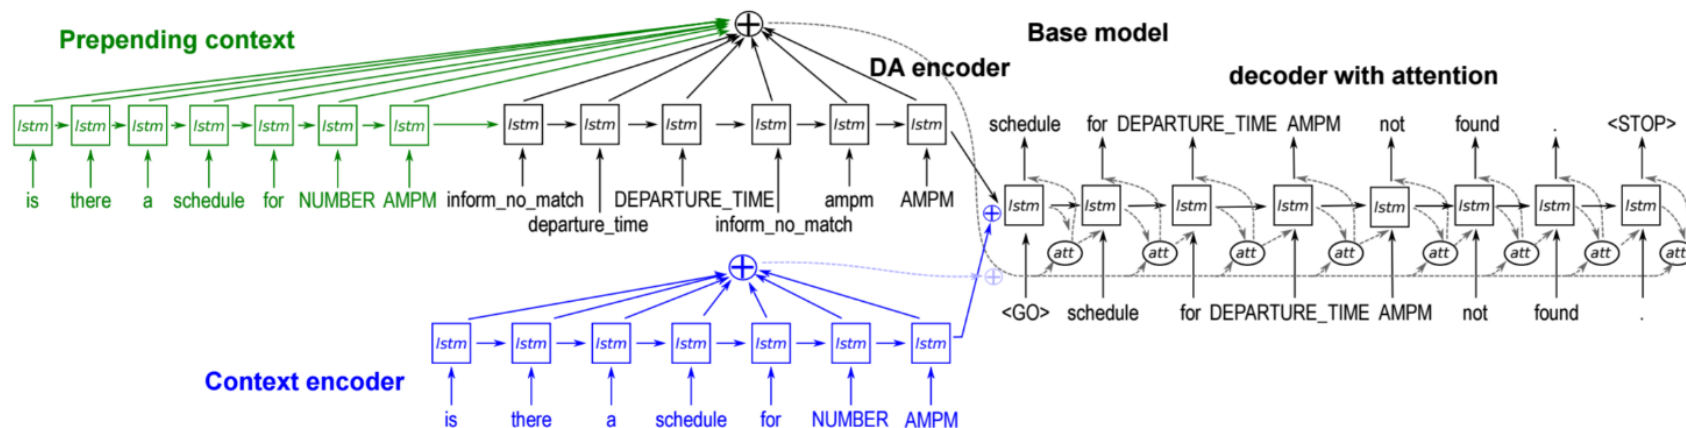 Prepending context
Base model
DA encoder
decoder with attention
lstm lstm lstm lstm lstm lstm lstm lstm lstm lstm lstm lstm lstm
schedule for DEPARTURE_TIME AMPM not found . <STOP>
is there a schedule for NUMBER AMPM inform_no_match DEPARTURE_TIME ampm AMPM
departure_time inform_no_match
lstm lstm lstm lstm lstm lstm lstm lstm
att att att att att att att att
<GO> schedule for DEPARTURE_TIME AMPM not found .
lstm lstm lstm lstm lstm lstm lstm
Context encoder
is there a schedule for NUMBER AMPM